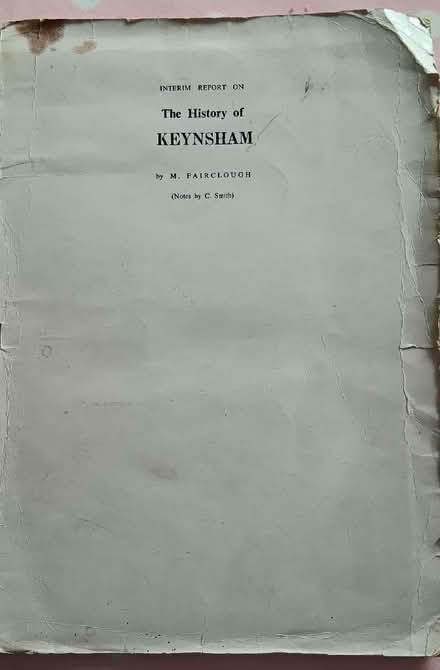 INTERIM REPORT ON
The History of
KEYNSHAM
by M. FAIRCLOUGH
(Notes by C. Smith)